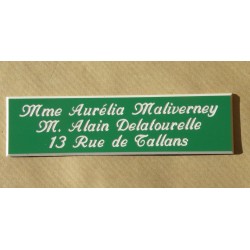 Mme Aurélia Maliverney
M. Alain Delatourelle
13 Rue de Tallans